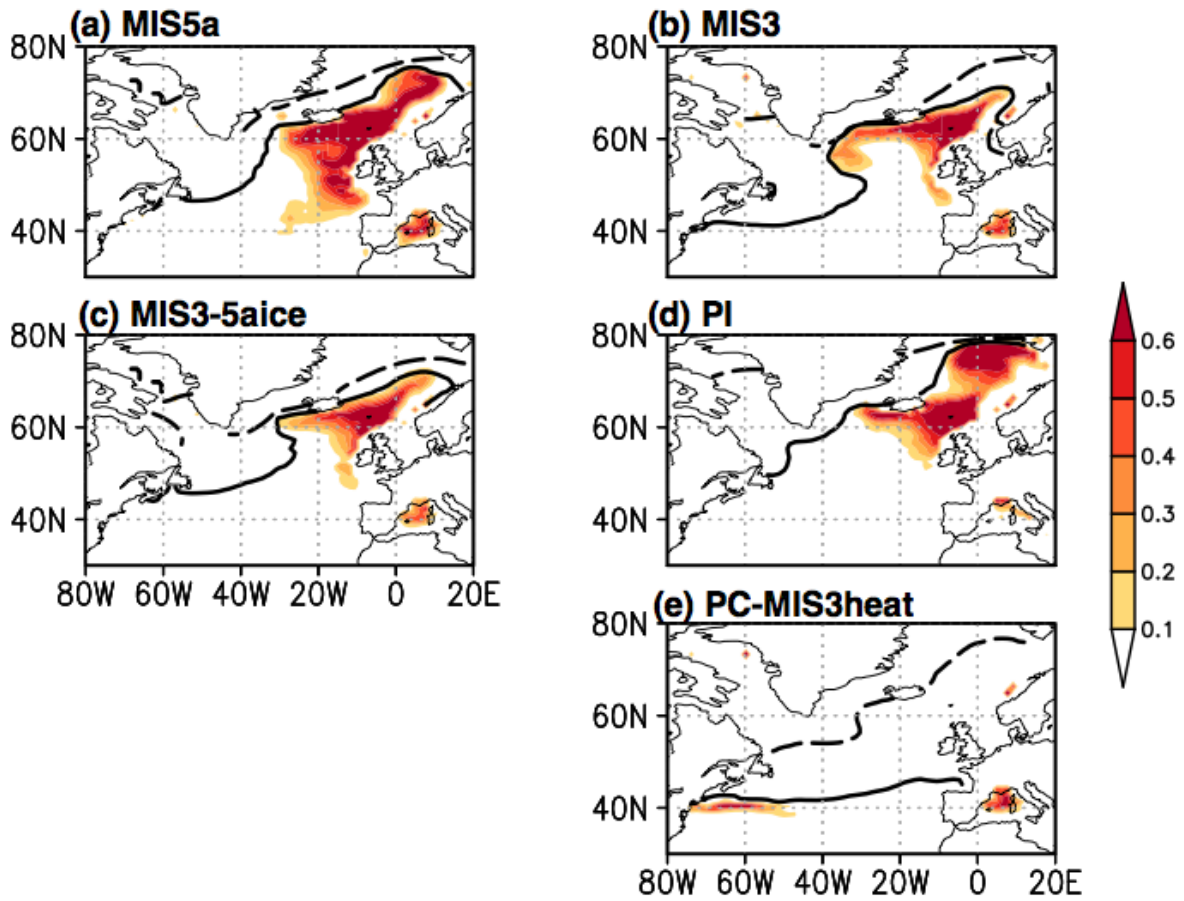 (a) MIS5a
(b) MIS3
80N
60N
40N
80N
60N
40N
(c) MIS3-5aice
(d) PI
80N
60N
40N
80W 60W 40W 20W 0 20E
80N
60N
40N
0.6
0.5
0.4
0.3
0.2
0.1
(e) PC-MIS3heat
80N
60N
40N
80W 60W 40W 20W 0 20E